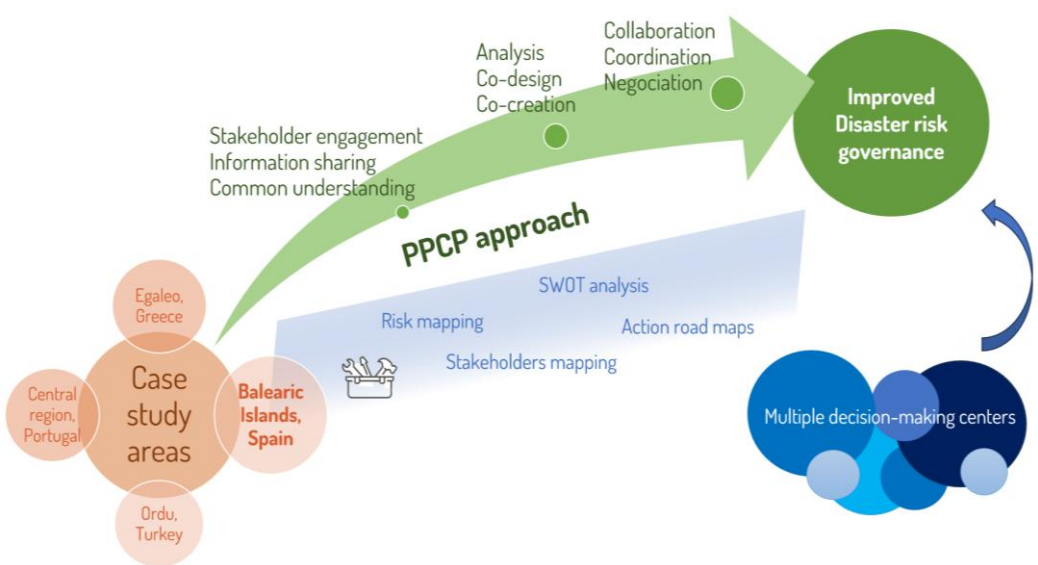 Collaboration
Coordination
Negociation
Analysis
Co-design
Co-creation
Stakeholder engagement
Information sharing
Common understanding
Improved
Disaster risk
governance
PPCP approach
SWOT analysis
Risk mapping
Action road maps
Stakeholders mapping
Egaleo,
Greece
Central
region,
Portugal
Case
study
areas
Balearic
Islands,
Spain
Ordu,
Turkey
Multiple decision-making centers